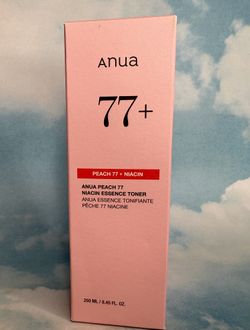 Anua
77+
PEACH 77 + NIACIN
ANUA PEACH 77
NIACIN ESSENCE TONER
ANUA ESSENCE TONIFIANTE
PÊCHE 77 NIACINE
250 ML / 8.45 FL. OZ.